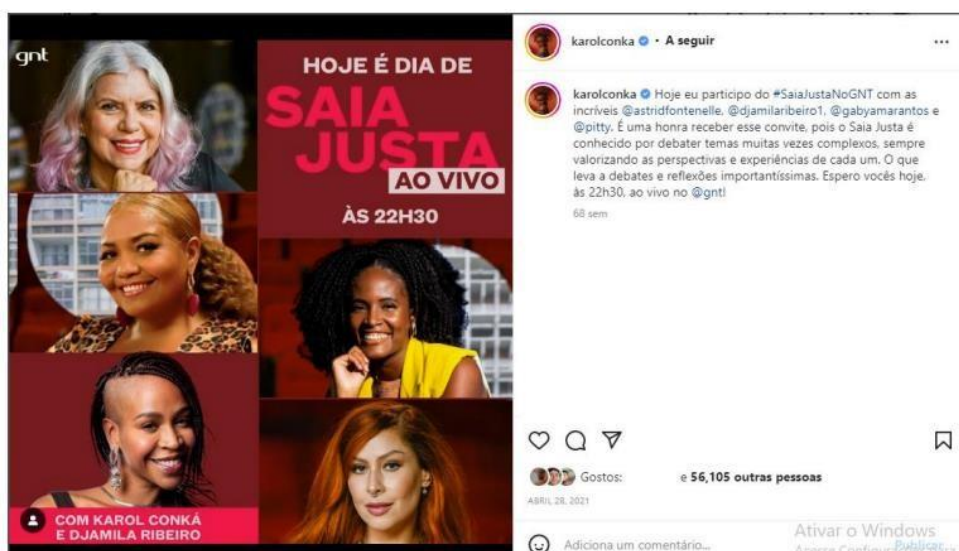 gnt
HOJE É DIA DE
SAIA
JUSTA
AO VIVO
ÀS 22H30
COM KAROL CONKÁ
E DJAMILA RIBEIRO
karolconka • A seguir
karolconka Hoje eu participo do #SaiaJustaNoGNT com as
incríveis @astridfontenelle, @djamilaribeiro1, @gabyamarantos e
@pitty. É uma honra receber esse convite, pois o Saia Justa é
conhecido por debater temas muitas vezes complexos, sempre
valorizando as perspectivas e experiências de cada um. O que
leva a debates e reflexões importantíssimas. Espero vocês hoje,
às 22h30, ao vivo no @gnt!
68 sem
Gostos: e 56,105 outras pessoas
ABRIL 28, 2021
Adiciona um comentário...
Publicar
Ativar o Windows